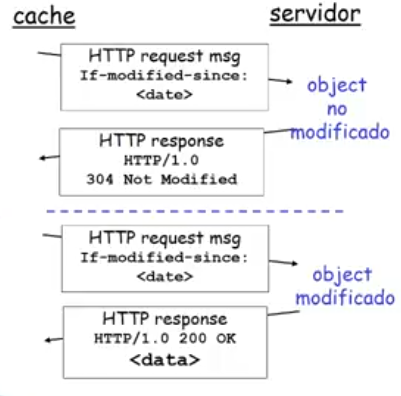 cache
servidor
HTTP request msg
If-modified-since:
<date>
object
no
modificado
HTTP response
HTTP/1.0
304 Not Modified
HTTP request msg
If-modified-since:
<date>
object
modificado
HTTP response
HTTP/1.0 200 OK
<data>